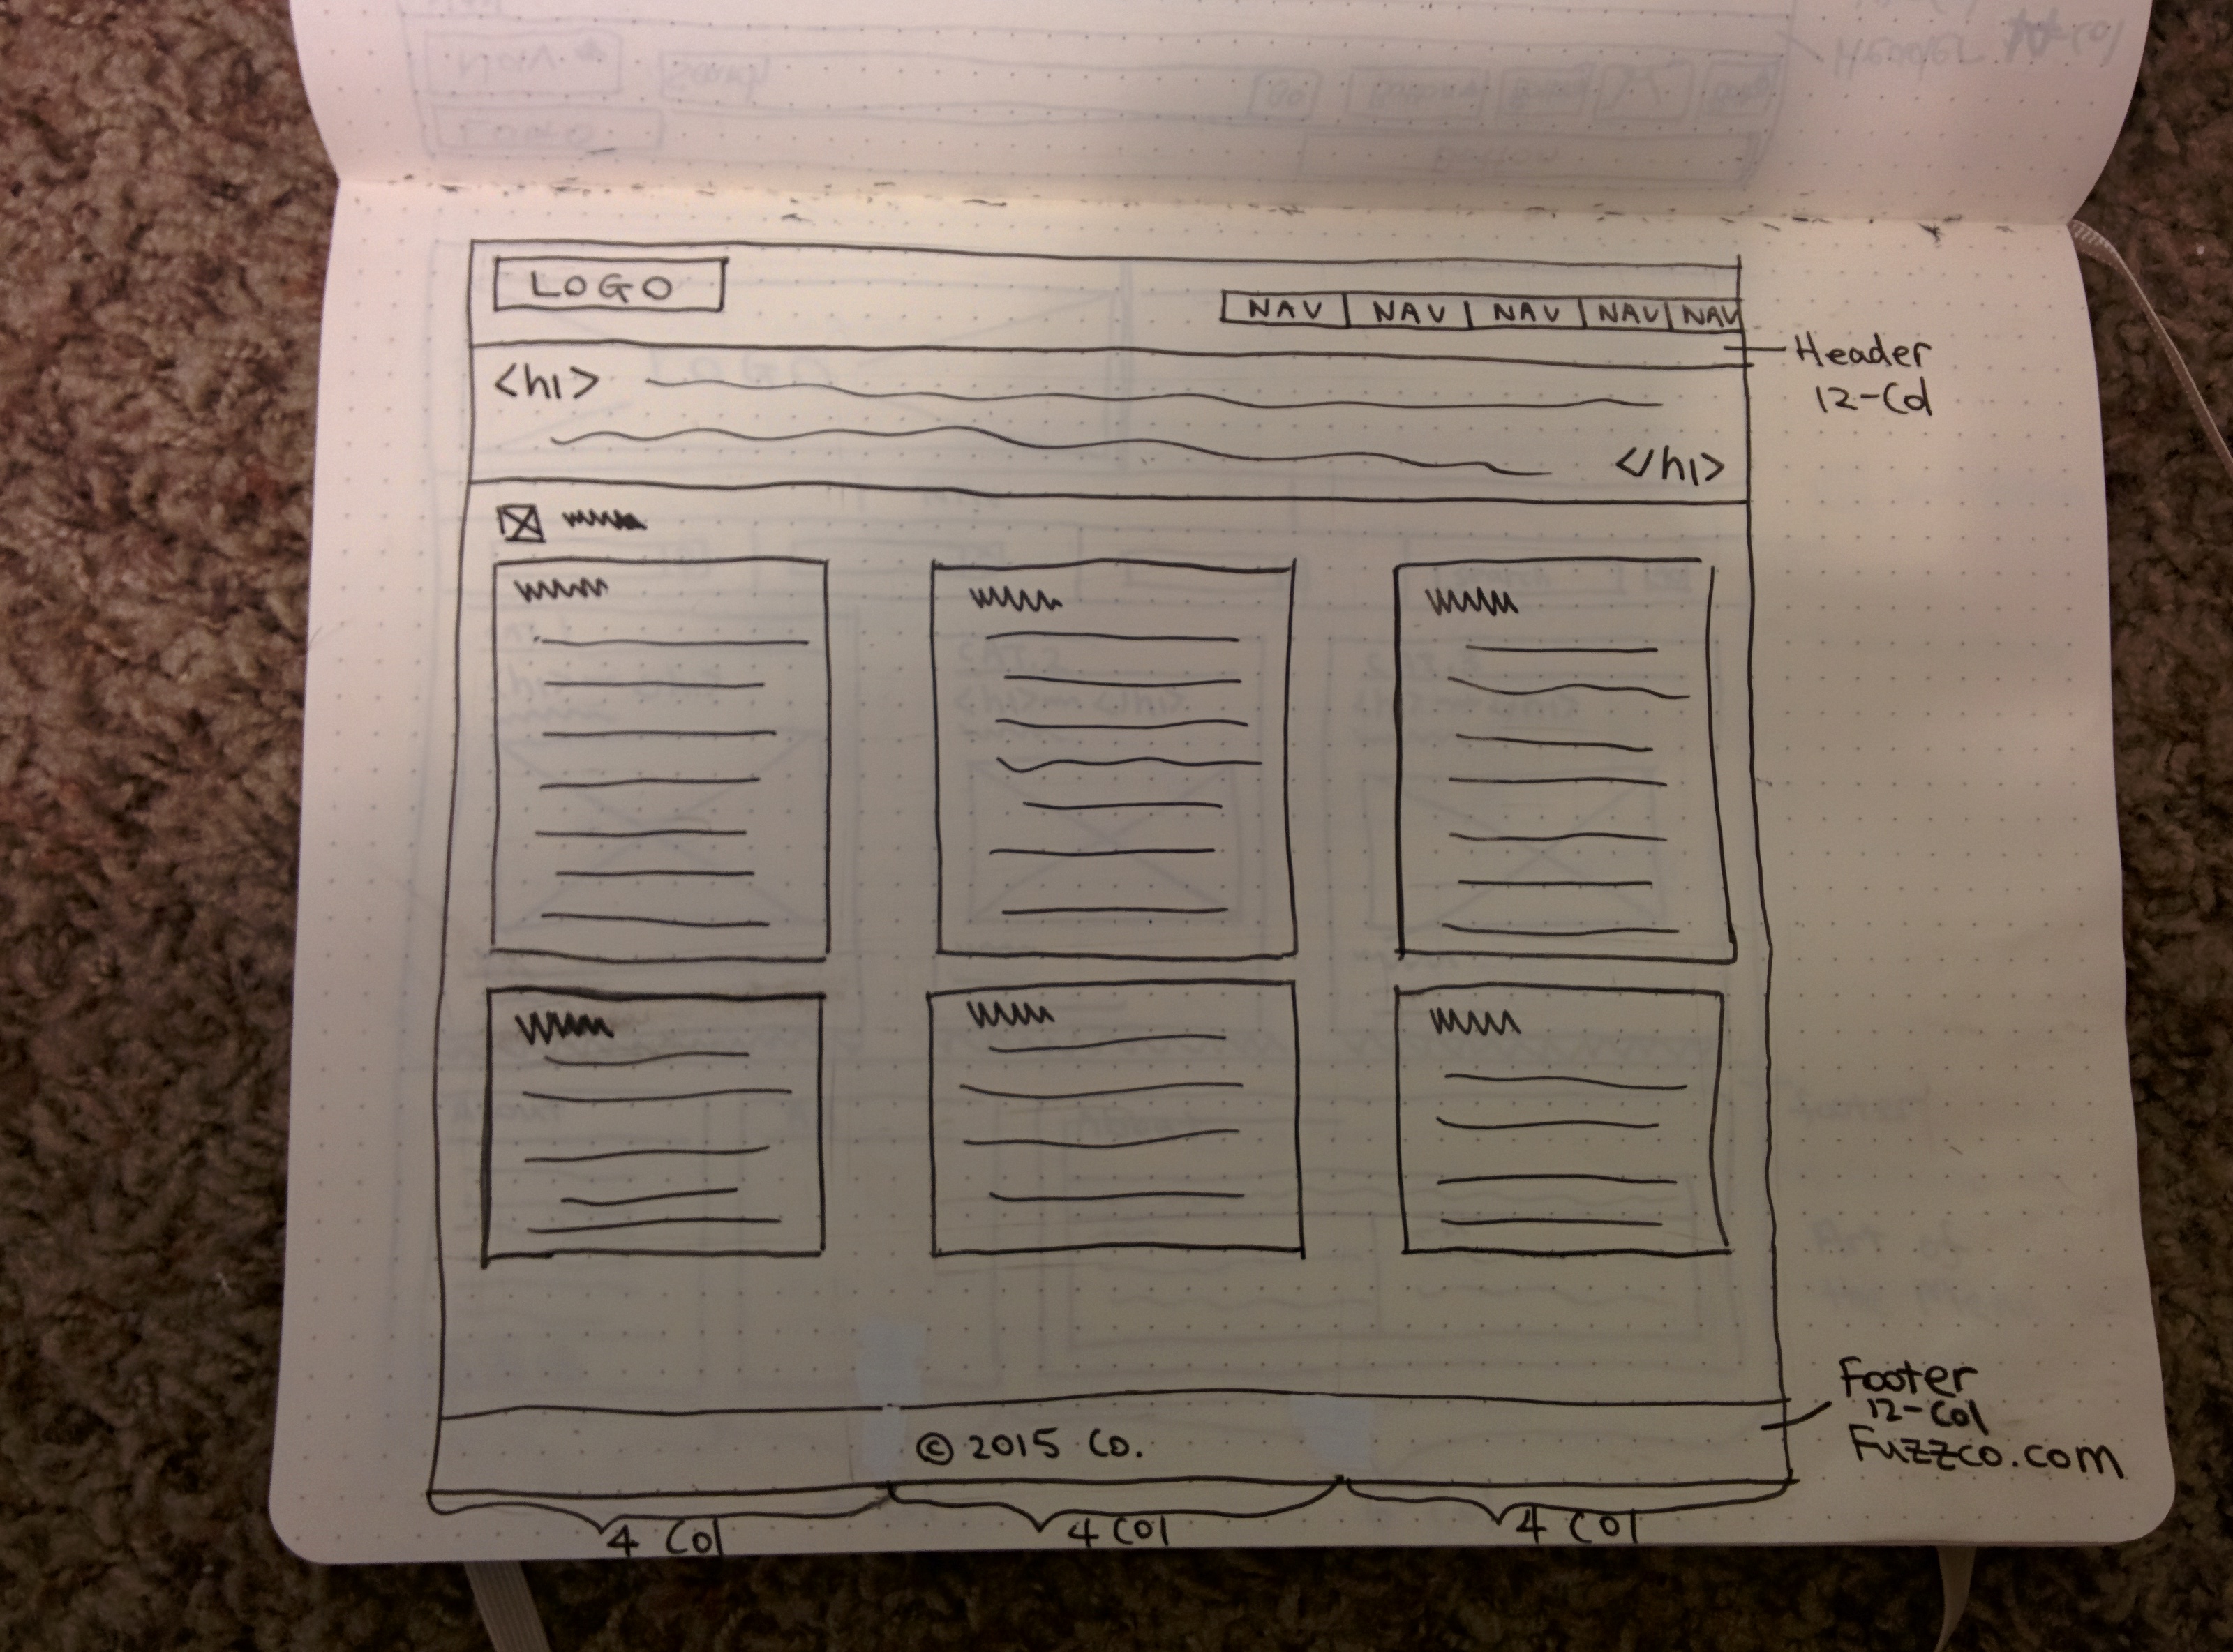 LOGO
NAV NAV NAV NAV NAV
Header
12-Col
<h1>
</h1>
© 2015 Co.
Footer
12-Col
Fuzzco.com
4 Col 4 Col 4 Col